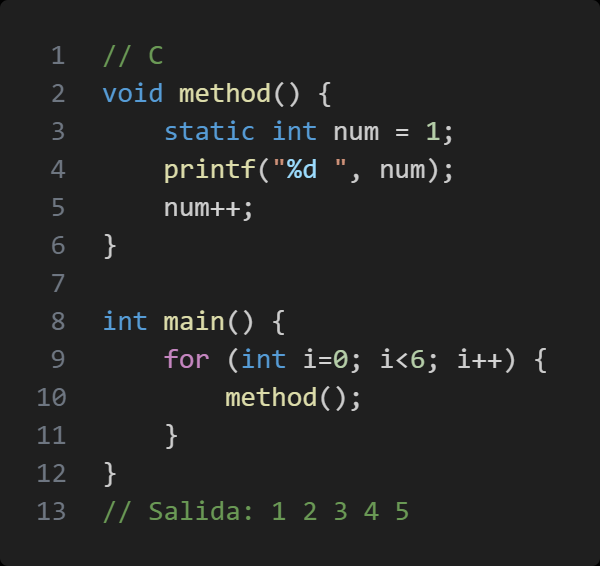 1 // C
2 void method() {
3     static int num = 1;
4     printf("%d ", num);
5     num++;
6 }
7
8 int main() {
9     for (int i=0; i<6; i++) {
10         method();
11     }
12 }
13 // Salida: 1 2 3 4 5